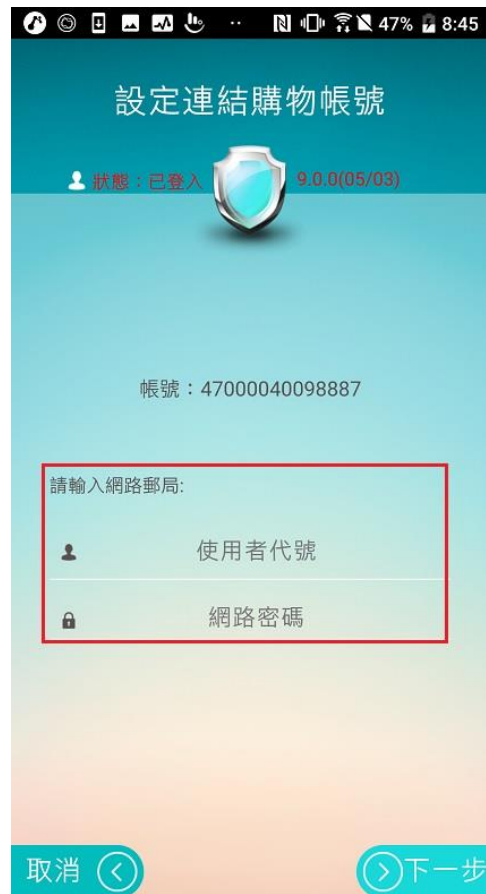 47% 8:45
設定連結購物帳號
狀態：已登入 9.0.0(05/03)
帳號：47000040098887
請輸入網路郵局:
使用者代號
網路密碼
取消 下一步